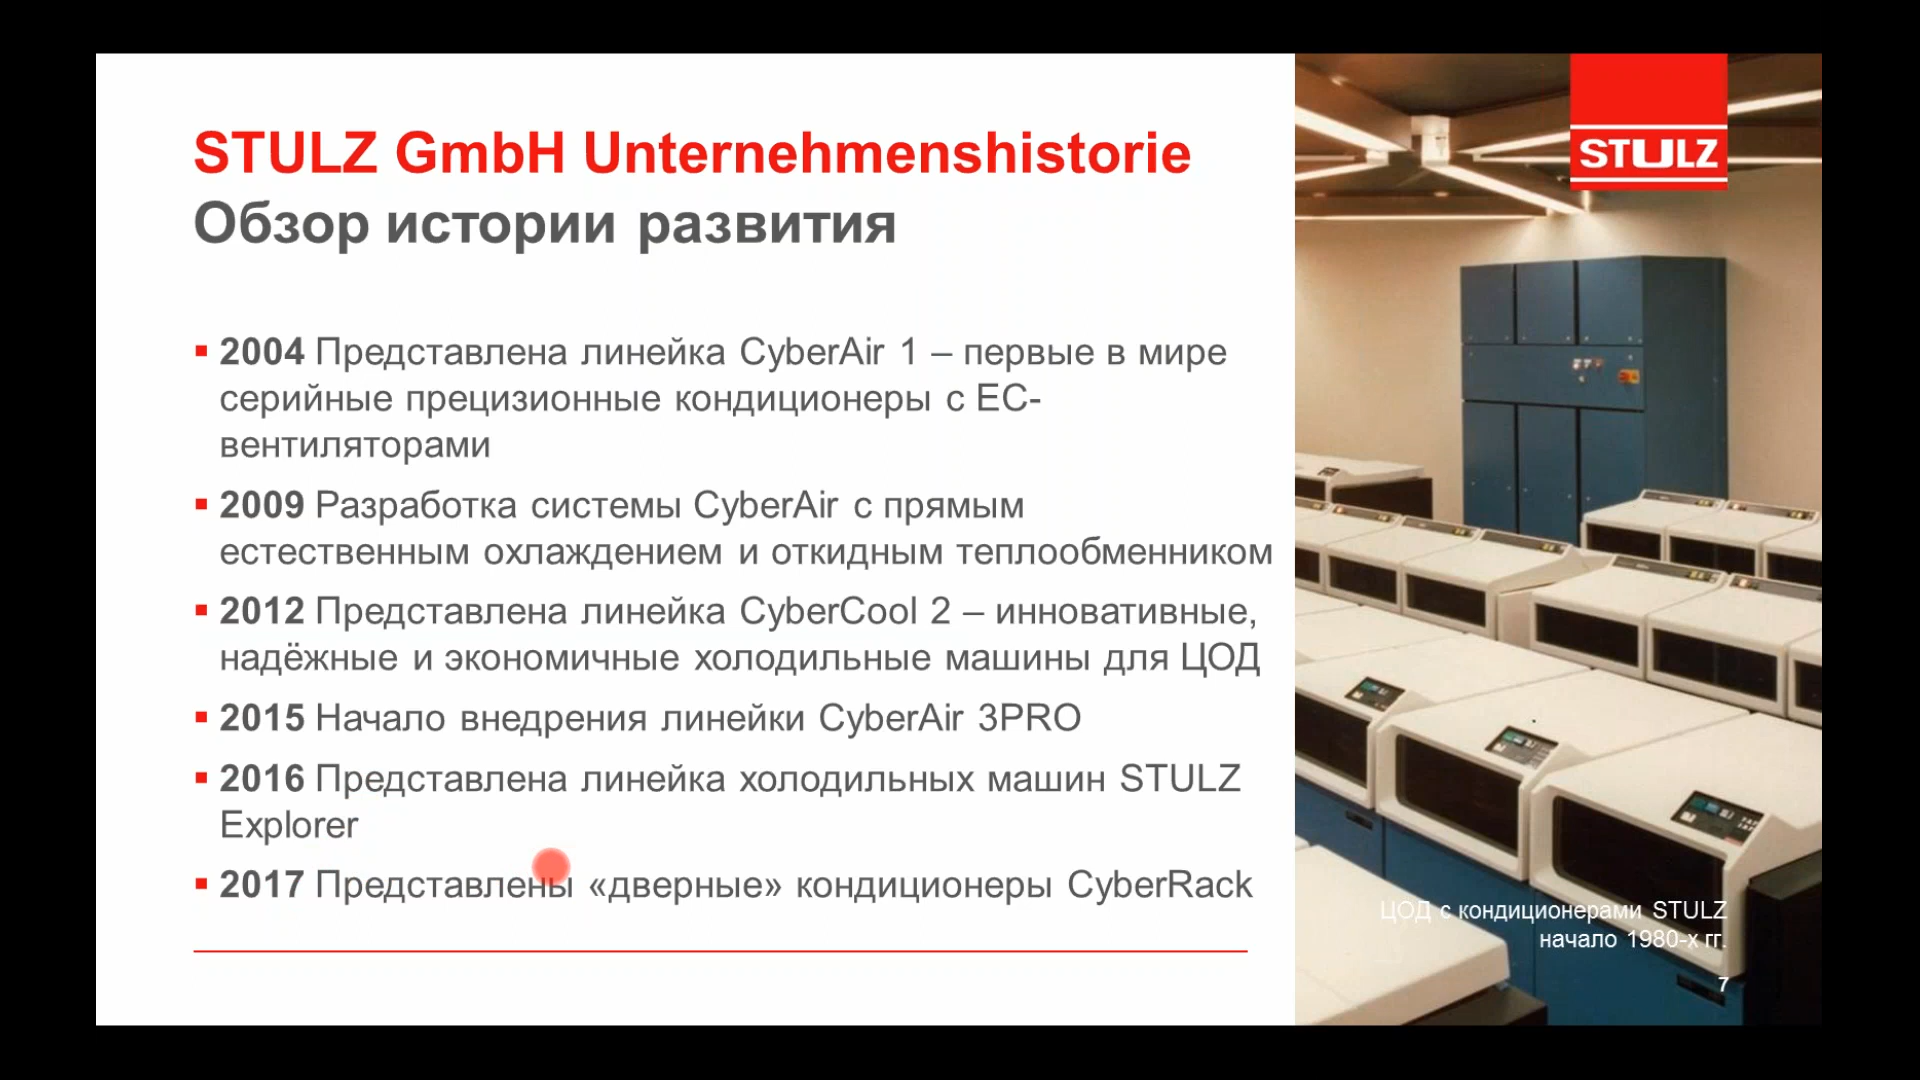 STULZ GmbH Unternehmenshistorie
Обзор истории развития
2004 Представлена линейка CyberAir 1 – первые в мире
серийные прецизионные кондиционеры с ЕС-
вентиляторами
2009 Разработка системы CyberAir с прямым
естественным охлаждением и откидным теплообменником
2012 Представлена линейка CyberCool 2 – инновативные,
надёжные и экономичные холодильные машины для ЦОД
2015 Начало внедрения линейки CyberAir 3PRO
2016 Представлена линейка холодильных машин STULZ
Explorer
2017 Представлены «дверные» кондиционеры CyberRack
STULZ
ЦОД с кондиционерами STULZ
начало 1980-х гг.
7